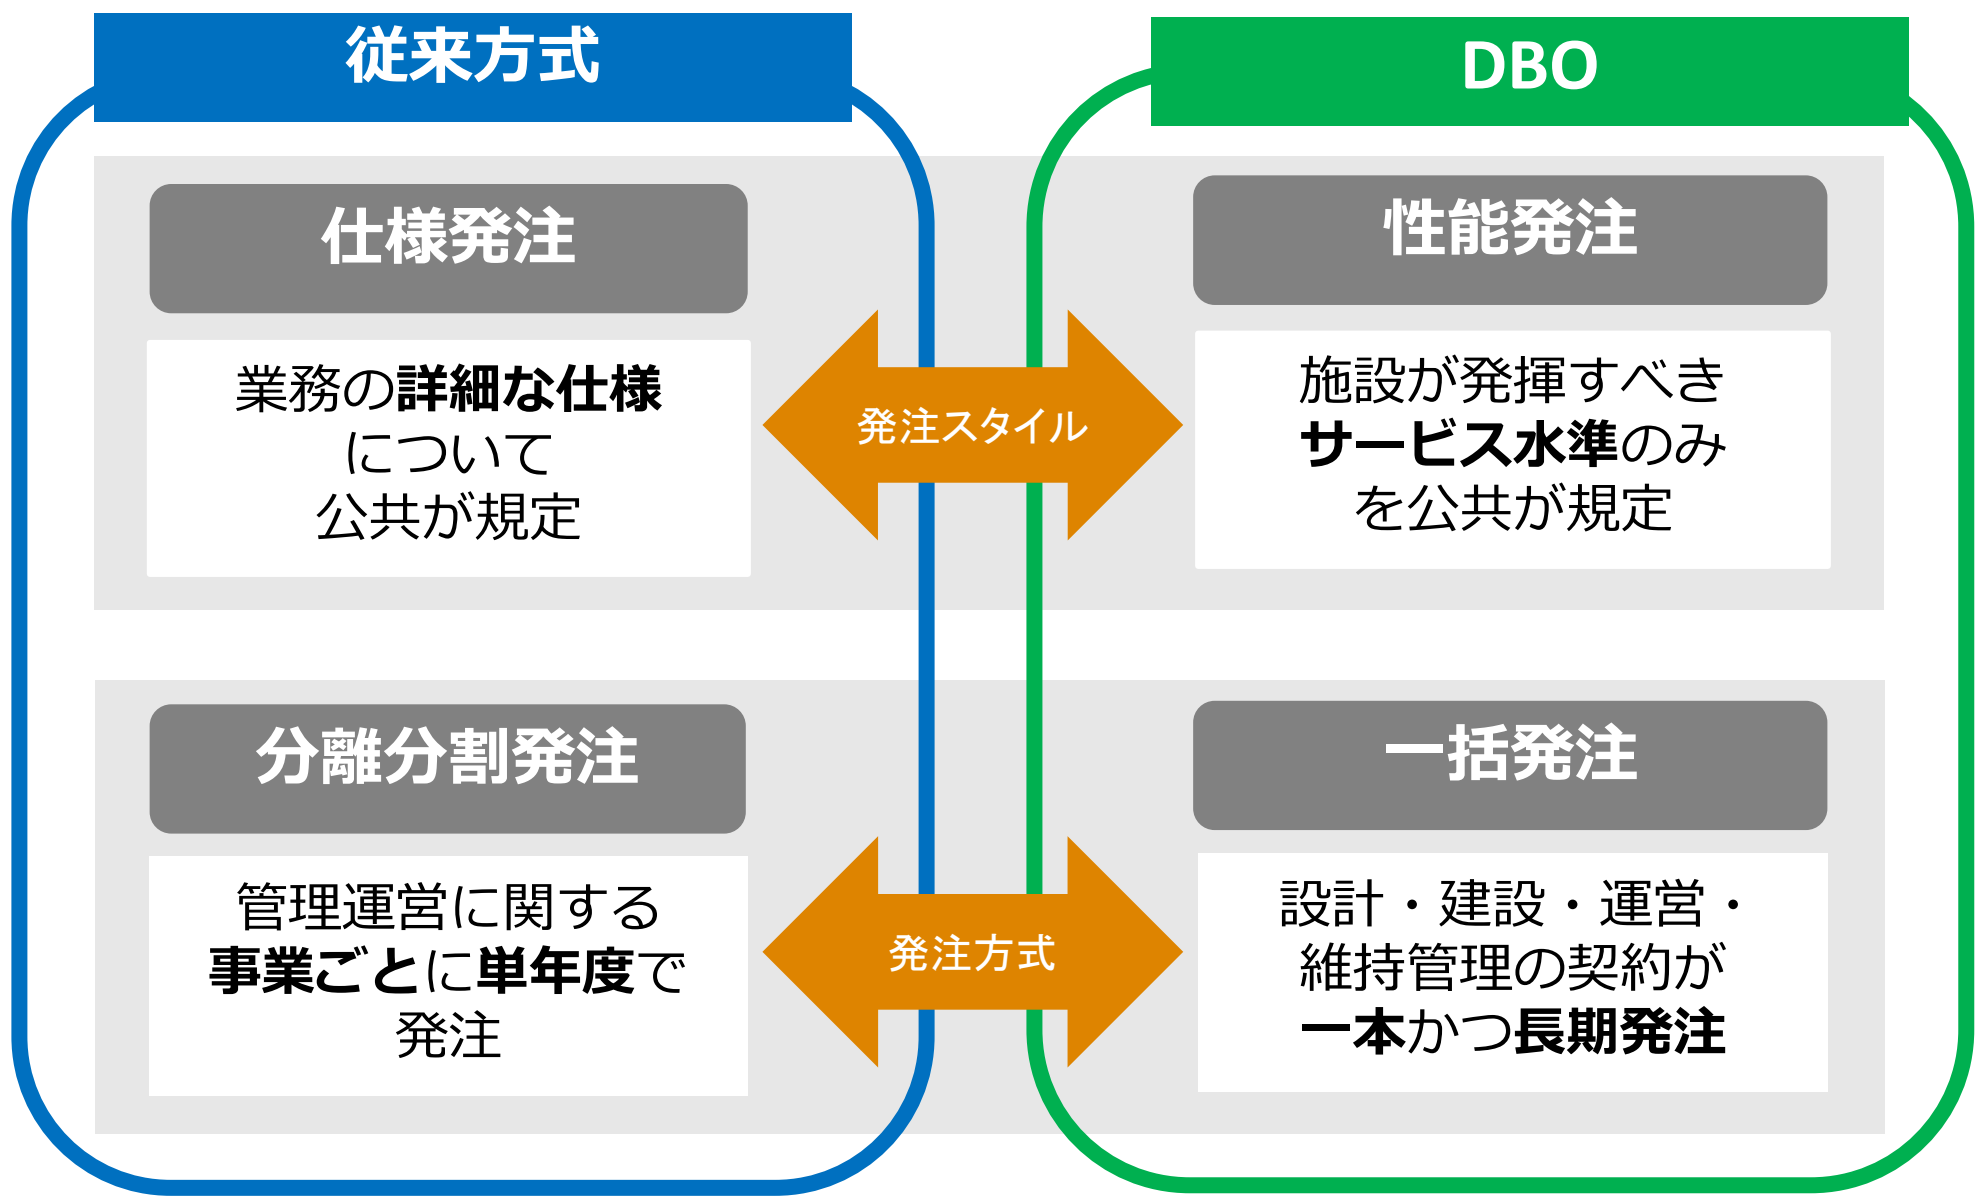 従来方式
DBO
仕様発注
業務の詳細な仕様
について
公共が規定
発注スタイル
性能発注
施設が発揮すべき
サービス水準のみ
を公共が規定
分離分割発注
管理運営に関する
事業ごとに単年度で
発注
発注方式
一括発注
設計・建設・運営・
維持管理の契約が
一本かつ長期発注